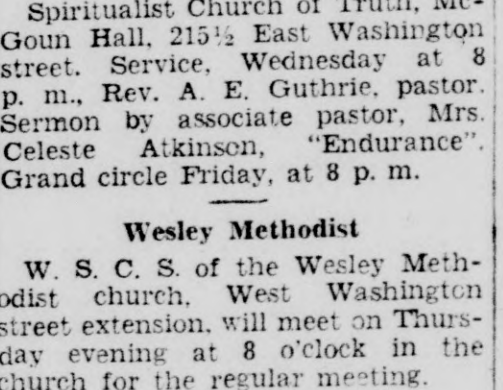 Spiritualist Church of Truth, Mc-
Goun Hall, 215½ East Washington
street. Service, Wednesday at 8
p. m., Rev. A. E. Guthrie, pastor.
Sermon by associate pastor, Mrs.
Celeste Atkinson, "Endurance".
Grand circle Friday, at 8 p. m.
Wesley Methodist
W. S. C. S. of the Wesley Meth-
odist church, West Washington
street extension, will meet on Thurs-
day evening at 8 o'clock in the
church for the regular meeting.